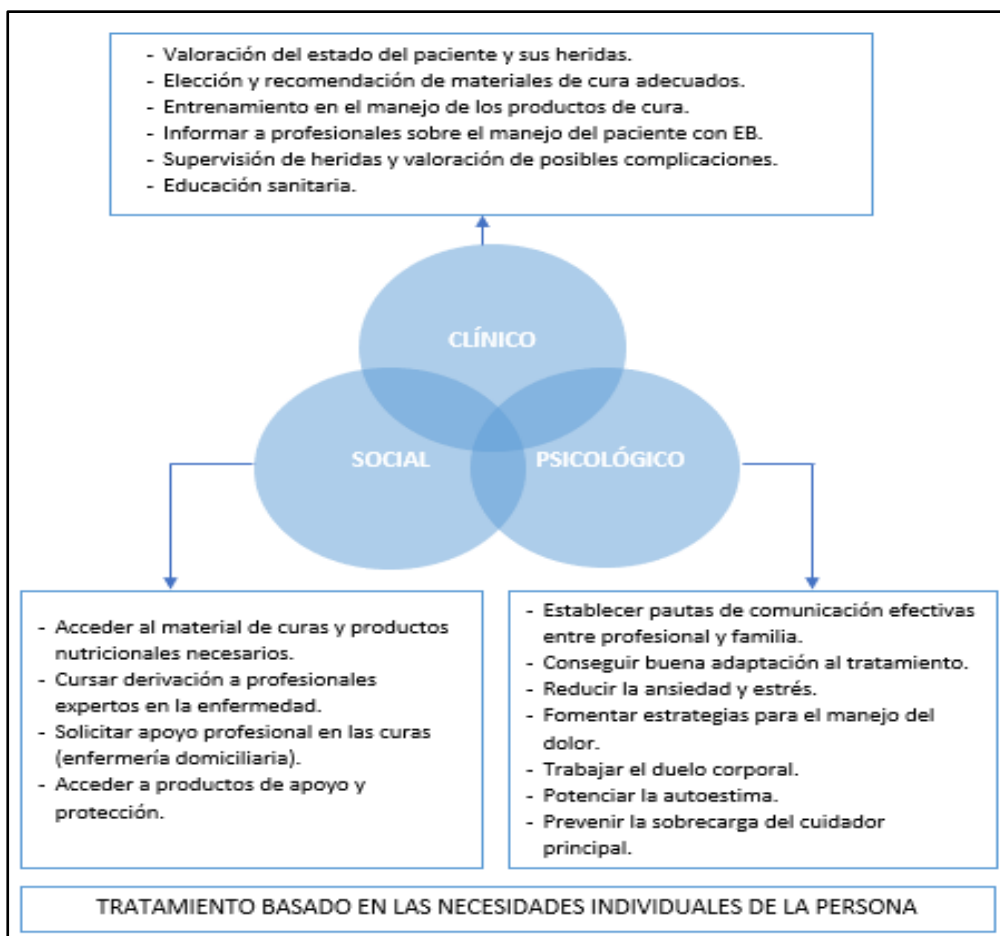 - Valoración del estado del paciente y sus heridas.
- Elección y recomendación de materiales de cura adecuados.
- Entrenamiento en el manejo de los productos de cura.
- Informar a profesionales sobre el manejo del paciente con EB.
- Supervisión de heridas y valoración de posibles complicaciones.
- Educación sanitaria.
CLÍNICO
SOCIAL
PSICOLÓGICO
- Acceder al material de curas y productos
nutricionales necesarios.
- Cursar derivación a profesionales
expertos en la enfermedad.
- Solicitar apoyo profesional en las curas
(enfermería domiciliaria).
- Acceder a productos de apoyo y
protección.
- Establecer pautas de comunicación efectivas
entre profesional y familia.
- Conseguir buena adaptación al tratamiento.
- Reducir la ansiedad y estrés.
- Fomentar estrategias para el manejo del
dolor.
- Trabajar el duelo corporal.
- Potenciar la autoestima.
- Prevenir la sobrecarga del cuidador
principal.
TRATAMIENTO BASADO EN LAS NECESIDADES INDIVIDUALES DE LA PERSONA